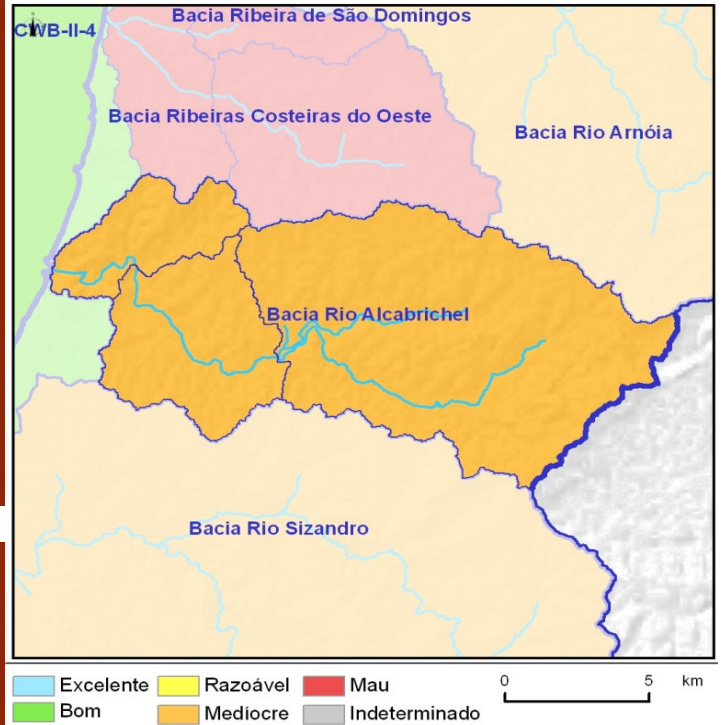 Bacia Ribeira de São Domingos
CWB-II-4
Bacia Ribeiras Costeiras do Oeste
Bacia Rio Arnóia
Bacia Rio Alcabrichel
Bacia Rio Sizandro
Excelente Razoável Mau 0 5 km
Bom Medíocre Indeterminado